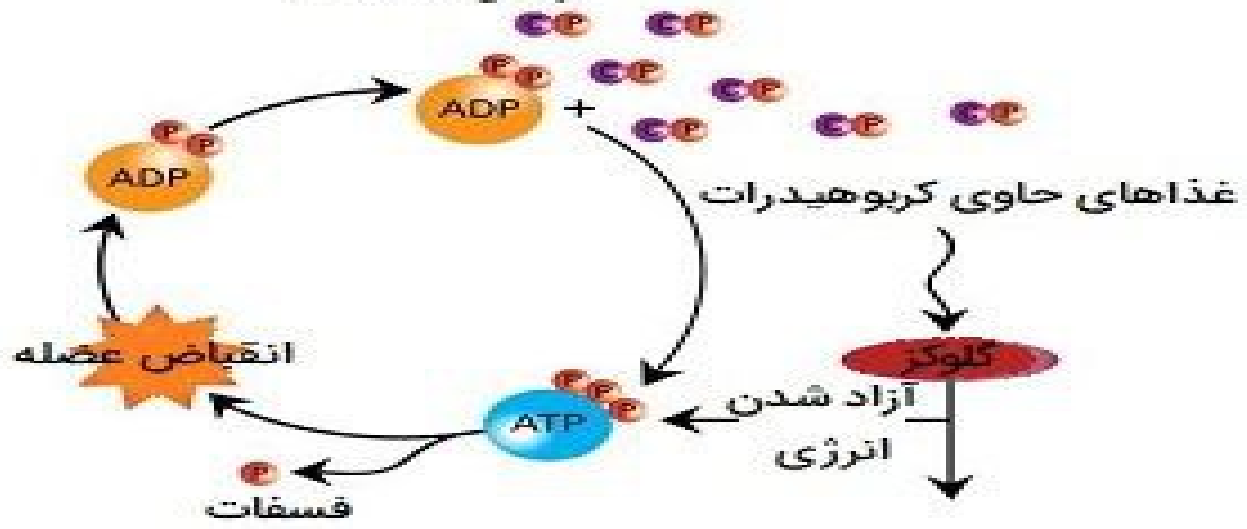 C P C P
P P C P C P
ADP +
C P C P C P
P P
ADP
غذاهای حاوی کربوهیدرات
گلوکز
انقباض عضله
P P P
آزاد شدن
ATP
انرژی
P
فسفات